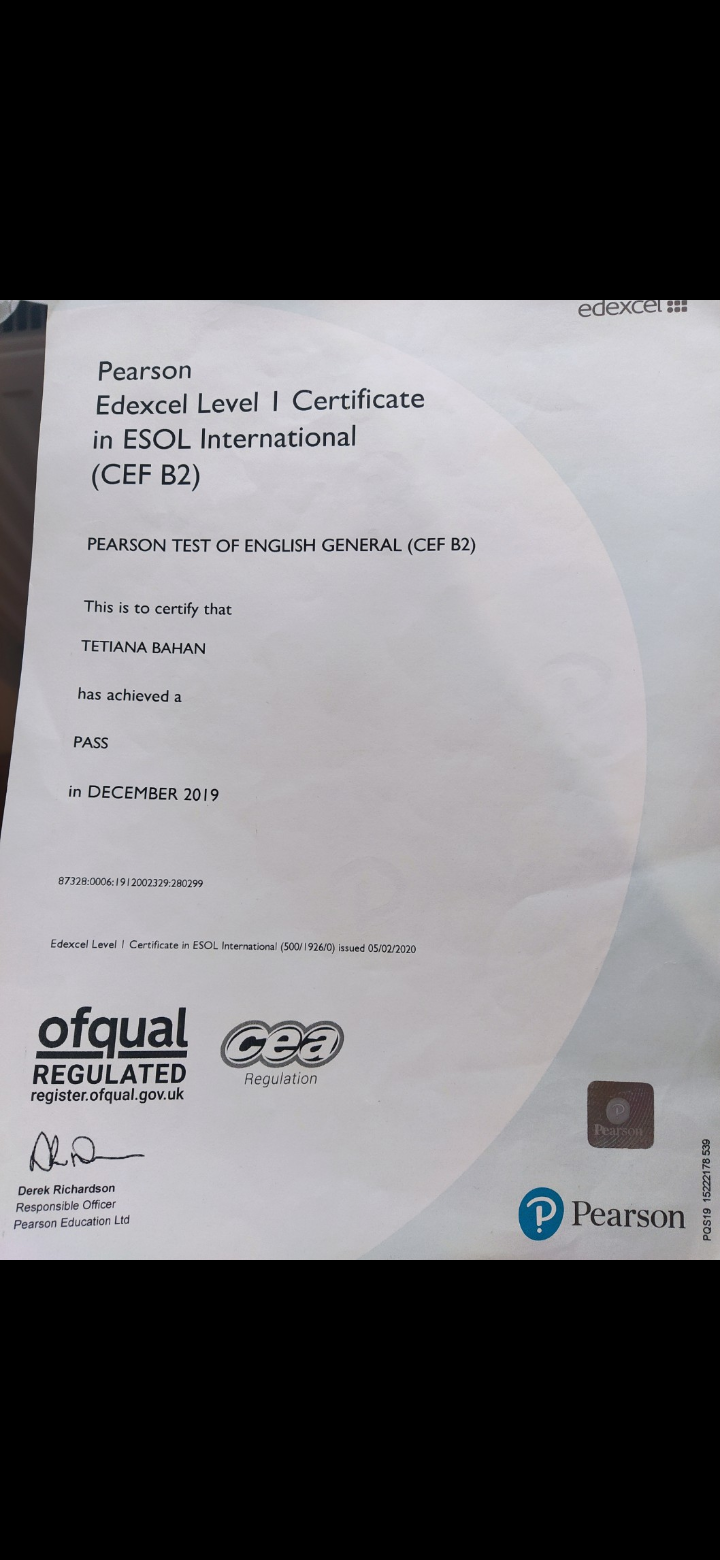 edexcel
Pearson
Edexcel Level 1 Certificate
in ESOL International
(CEF B2)
PEARSON TEST OF ENGLISH GENERAL (CEF B2)
This is to certify that
TETIANA BAHAN
has achieved a
PASS
in DECEMBER 2019
87328:0006:1912002329:280299
Edexcel Level 1 Certificate in ESOL International (500/1926/0) issued 05/02/2020
ofqual
REGULATED
register.ofqual.gov.uk
cea
Regulation
Pearson
Derek Richardson
Responsible Officer
Pearson Education Ltd
Pearson
PQS19 15222178 539